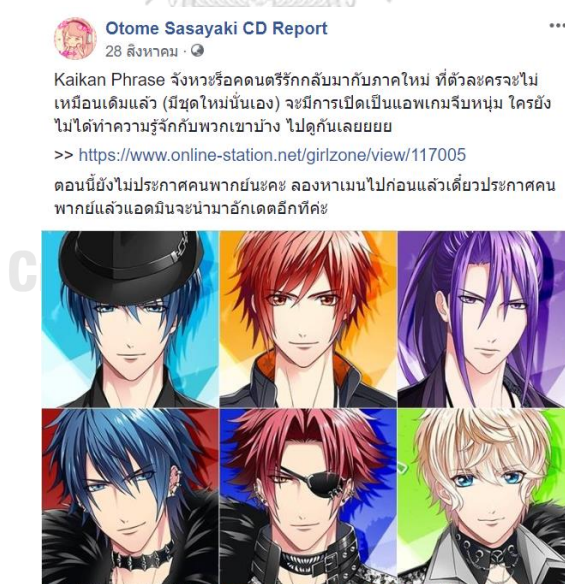 Otome Sasayaki CD Report
28 สิงหาคม ·
Kaikan Phrase จังหวะร็อคดนตรีรักกลับมากับภาคใหม่ ที่ตัวละครจะไม่
เหมือนเดิมแล้ว (มีชุดใหม่นั่นเอง) จะมีการเปิดเป็นแอพเกมจีบหนุ่ม ใครยัง
ไม่ได้ทำความรู้จักกับพวกเขาบ้าง ไปดูกันเลยยยย
>> https://www.online-station.net/girlzone/view/117005
ตอนนี้ยังไม่ประกาศคนพากย์นะคะ ลองหาเมนไปก่อนแล้วเดี๋ยวประกาศคน
พากย์แล้วแอดมินจะนำมาอักเดตอีกทีค่ะ